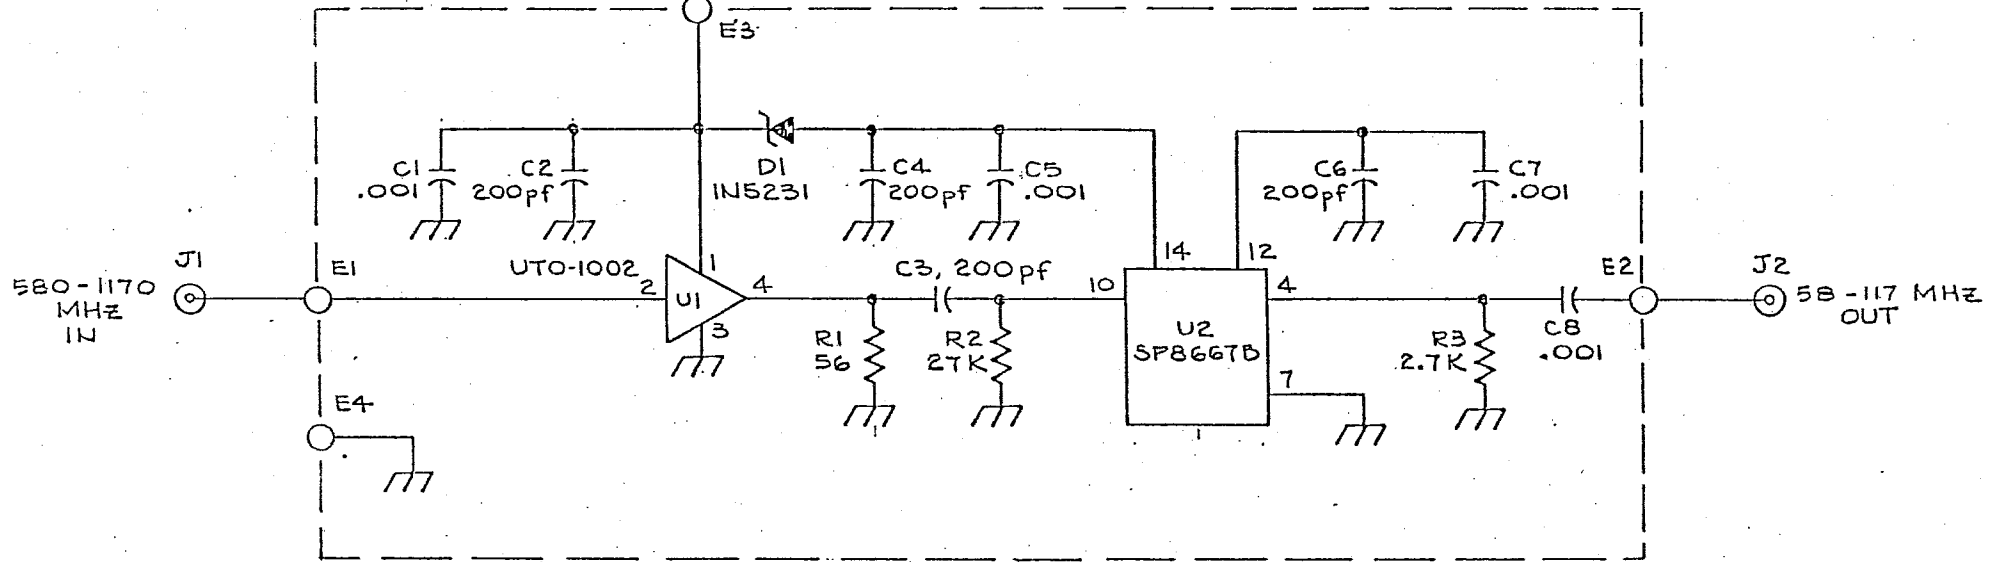 E3
C1
.001
C2
200pf
D1
1N5231
C4
200pf
C5
.001
C6
200pf
C7
.001
J1
580-1170
MHZ
IN
E1
UTO-1002
2
U1
1
3
4
C3, 200pf
10
14
12
4
U2
SP8667B
7
R1
56
R2
27K
R3
2.7K
C8
.001
E2
J2
58-117 MHZ
OUT
E4